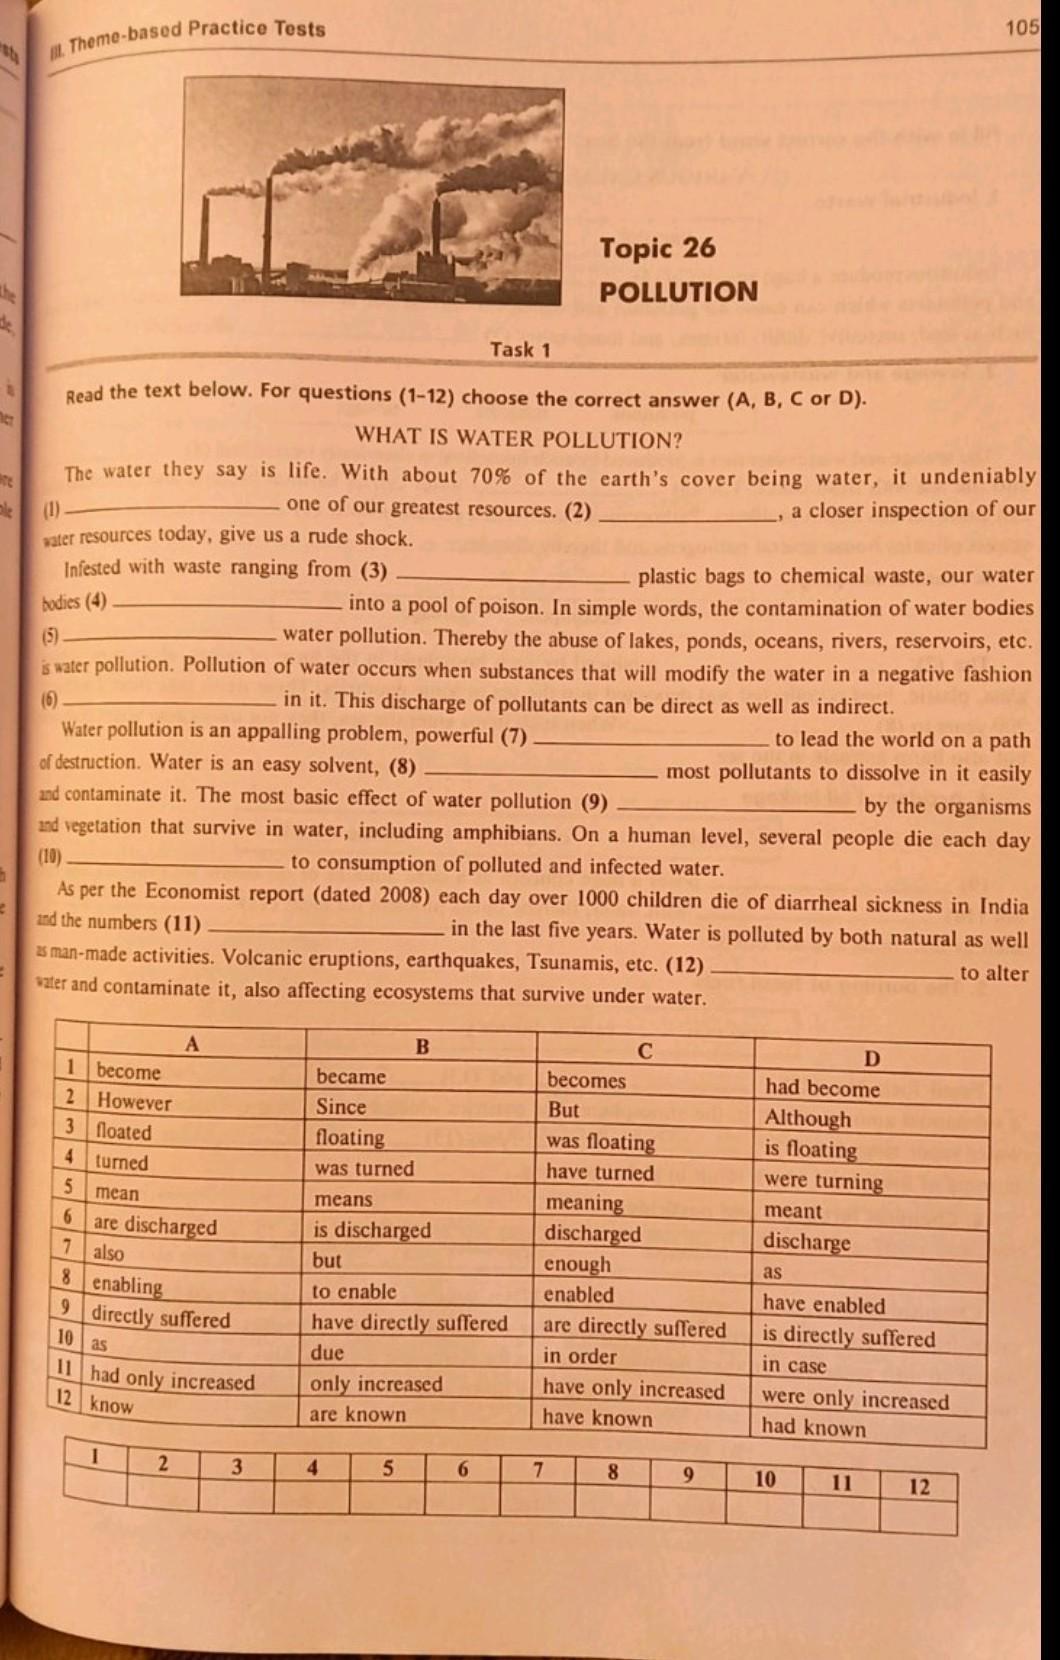 III. Theme-based Practice Tests
105
Topic 26
POLLUTION
Task 1
Read the text below. For questions (1–12) choose the correct answer (A, B, C or D).
WHAT IS WATER POLLUTION?
The water they say is life. With about 70% of the earth's cover being water, it undeniably
(1) ____________ one of our greatest resources. (2) ____________, a closer inspection of our
water resources today, give us a rude shock.
Infested with waste ranging from (3) ____________ plastic bags to chemical waste, our water
bodies (4) ____________ into a pool of poison. In simple words, the contamination of water bodies
(5) ____________ water pollution. Thereby the abuse of lakes, ponds, oceans, rivers, reservoirs, etc.
is water pollution. Pollution of water occurs when substances that will modify the water in a negative fashion
(6) ____________ in it. This discharge of pollutants can be direct as well as indirect.
Water pollution is an appalling problem, powerful (7) ____________ to lead the world on a path
of destruction. Water is an easy solvent, (8) ____________ most pollutants to dissolve in it easily
and contaminate it. The most basic effect of water pollution (9) ____________ by the organisms
and vegetation that survive in water, including amphibians. On a human level, several people die each day
(10) ____________ to consumption of polluted and infected water.
As per the Economist report (dated 2008) each day over 1000 children die of diarrheal sickness in India
and the numbers (11) ____________ in the last five years. Water is polluted by both natural as well
as man-made activities. Volcanic eruptions, earthquakes, Tsunamis, etc. (12) ____________ to alter
water and contaminate it, also affecting ecosystems that survive under water.
A B C D
1 become became becomes had become
2 However Since But Although
3 floated floating was floating is floating
4 turned was turned have turned were turning
5 mean means meaning meant
6 are discharged is discharged discharged discharge
7 also but enough as
8 enabling to enable enabled have enabled
9 directly suffered have directly suffered are directly suffered is directly suffered
10 as due in order in case
11 had only increased only increased have only increased were only increased
12 know are known have known had known
1 2 3 4 5 6 7 8 9 10 11 12